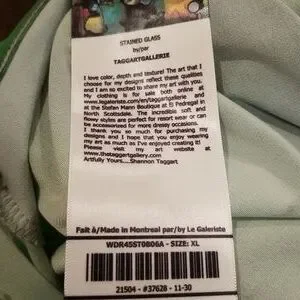 STAINED GLASS
by/par
TAGGARTGALLERIE
I love color, depth and texture! The art that I
choose for my designs reflect these qualities
and I am so excited to share my art with you.
My clothing is for sale both online at
www.legaleriste.com/en/taggartgallerie and
at the Stefan Mann Boutique at El Pedregal in
North Scottsdale. The incredible soft and
flowy styles are perfect for resort wear or can
be accessorized for more dressy occasions.
I thank you so much for purchasing my
designs and I hope that you enjoy wearing
my art as much as I've enjoyed creating it!
Please visit my art website at
www.thetaggartgallery.com
Artfully Yours....Shannon Taggart
Fait à/Made in Montreal par/by Le Galeriste
WDR45ST0806A - SIZE: XL
21504 - #37628 - 11-30